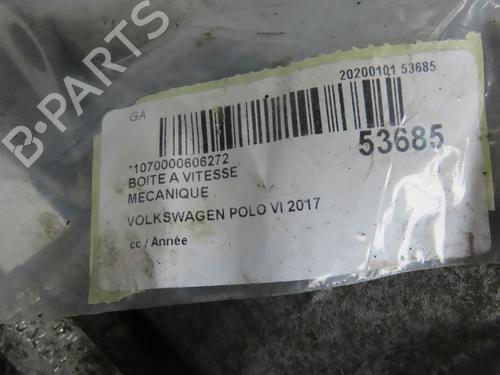 B-PARTS
20200101 53685
GA
53685
*1070000606272
BOITE A VITESSE
MECANIQUE
VOLKSWAGEN POLO VI 2017
cc / Année